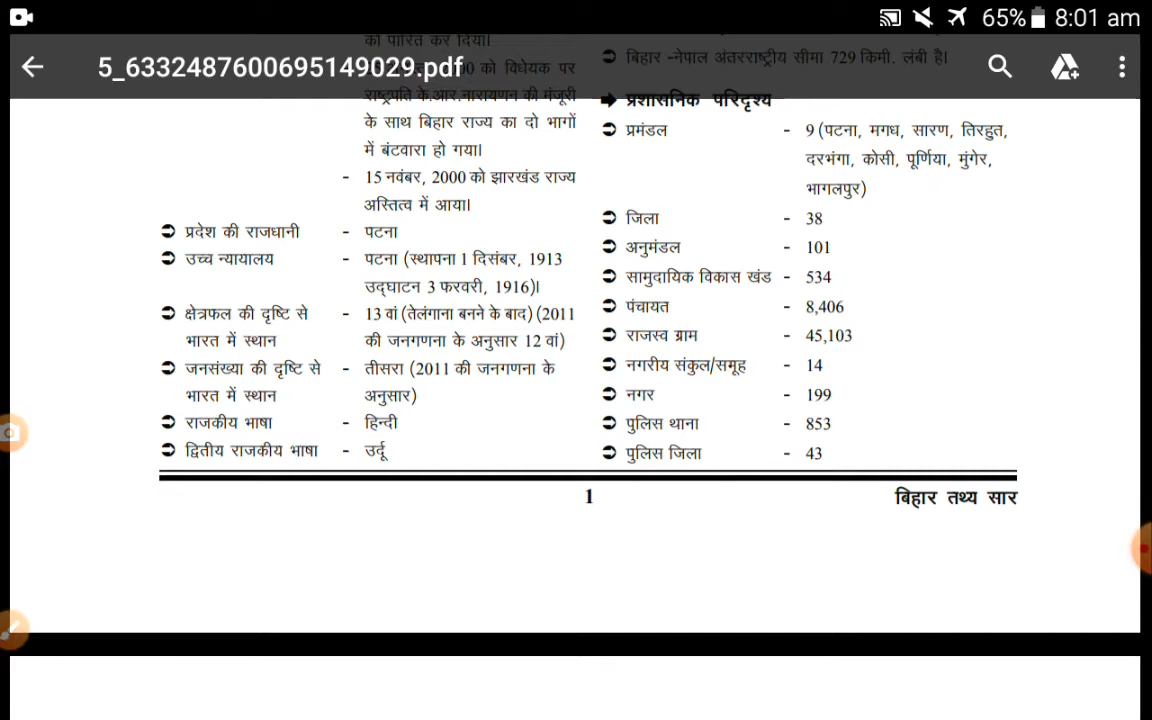 65% 8:01 am
5_6332487600695149029.pdf
को पारित कर दिया।
00 को विधेयक पर
राष्ट्रपति के.आर.नारायणन की मंजूरी
के साथ बिहार राज्य का दो भागों
में बंटवारा हो गया।
- 15 नवंबर, 2000 को झारखंड राज्य
अस्तित्व में आया।
➲ प्रदेश की राजधानी - पटना
➲ उच्च न्यायालय - पटना (स्थापना 1 दिसंबर, 1913
उद्घाटन 3 फरवरी, 1916)।
➲ क्षेत्रफल की दृष्टि से - 13 वां (तेलंगाना बनने के बाद) (2011
भारत में स्थान की जनगणना के अनुसार 12 वां)
➲ जनसंख्या की दृष्टि से - तीसरा (2011 की जनगणना के
भारत में स्थान अनुसार)
➲ राजकीय भाषा - हिन्दी
➲ द्वितीय राजकीय भाषा - उर्दू
➲ बिहार -नेपाल अंतरराष्ट्रीय सीमा 729 किमी. लंबी है।
➡ प्रशासनिक परिदृश्य
➲ प्रमंडल - 9 (पटना, मगध, सारण, तिरहुत,
दरभंगा, कोसी, पूर्णिया, मुंगेर,
भागलपुर)
➲ जिला - 38
➲ अनुमंडल - 101
➲ सामुदायिक विकास खंड - 534
➲ पंचायत - 8,406
➲ राजस्व ग्राम - 45,103
➲ नगरीय संकुल/समूह - 14
➲ नगर - 199
➲ पुलिस थाना - 853
➲ पुलिस जिला - 43
1
बिहार तथ्य सार